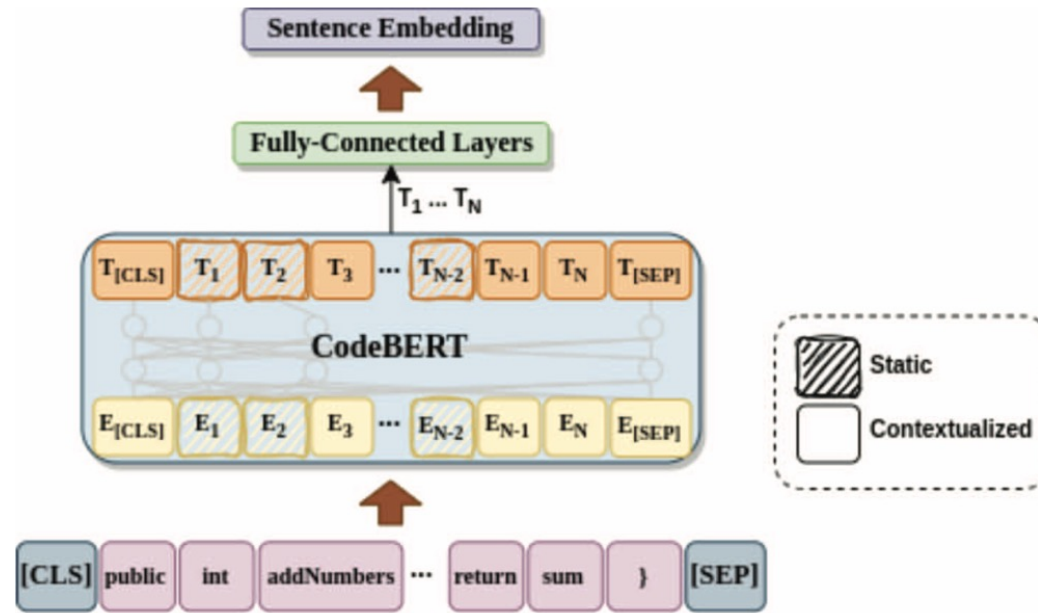 Sentence Embedding
Fully-Connected Layers
T1 ... TN
T[CLS] T1 T2 T3 ... TN-2 TN-1 TN T[SEP]
CodeBERT
E[CLS] E1 E2 E3 ... EN-2 EN-1 EN E[SEP]
Static
Contextualized
[CLS] public int addNumbers ... return sum } [SEP]